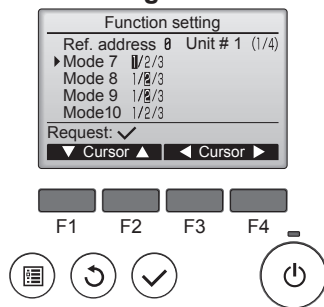 Function setting
Ref. address 0 Unit # 1 (1/4)
Mode 7 1/2/3
Mode 8 1/2/3
Mode 9 1/2/3
Mode10 1/2/3
Request: ✓
▼ Cursor ▲ ◀ Cursor ▶
F1 F2 F3 F4